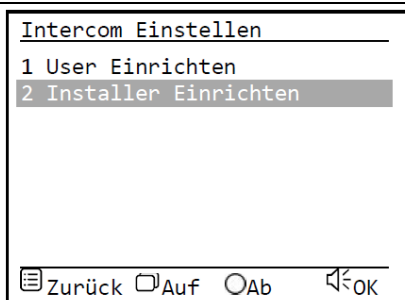 Intercom Einstellen
1 User Einrichten
2 Installer Einrichten
Zurück Auf Ab OK